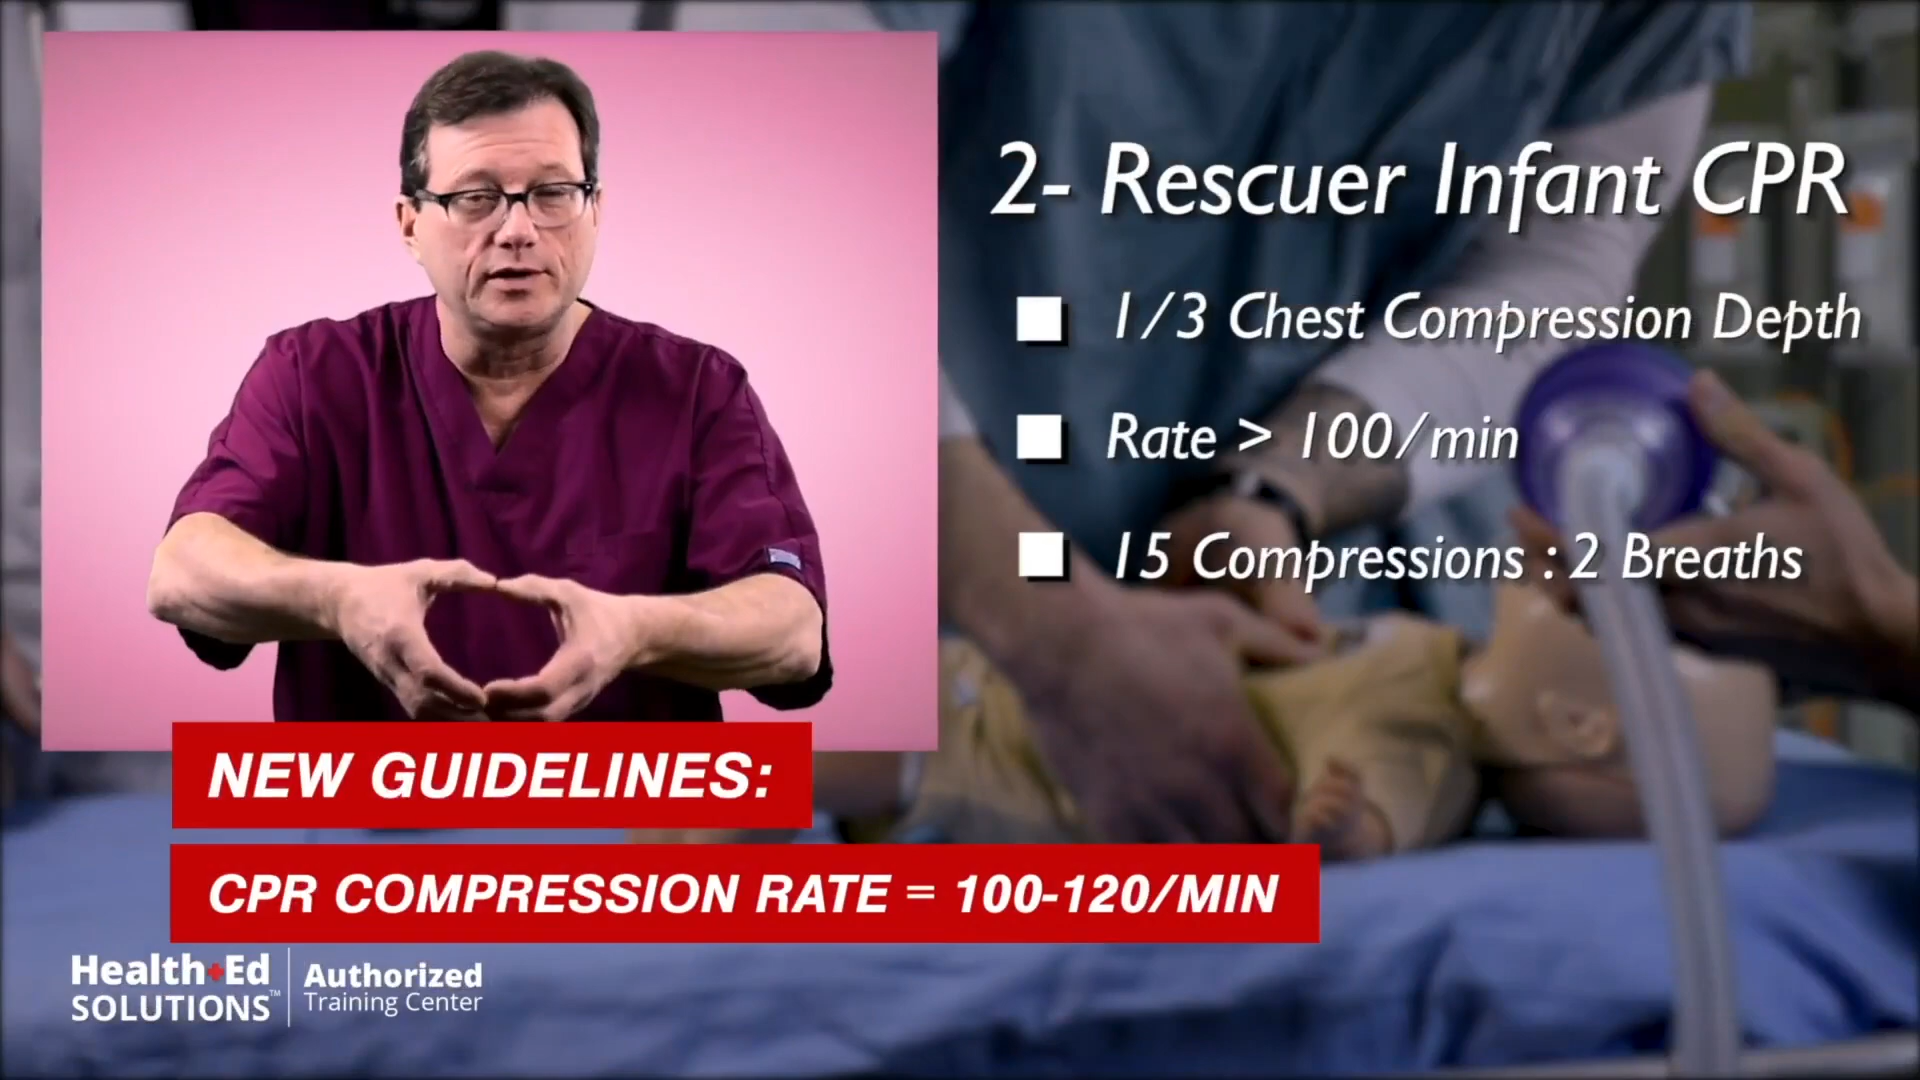 2- Rescuer Infant CPR
1/3 Chest Compression Depth
Rate > 100/min
15 Compressions : 2 Breaths
NEW GUIDELINES:
CPR COMPRESSION RATE = 100-120/MIN
Health+Ed
SOLUTIONS™
Authorized
Training Center